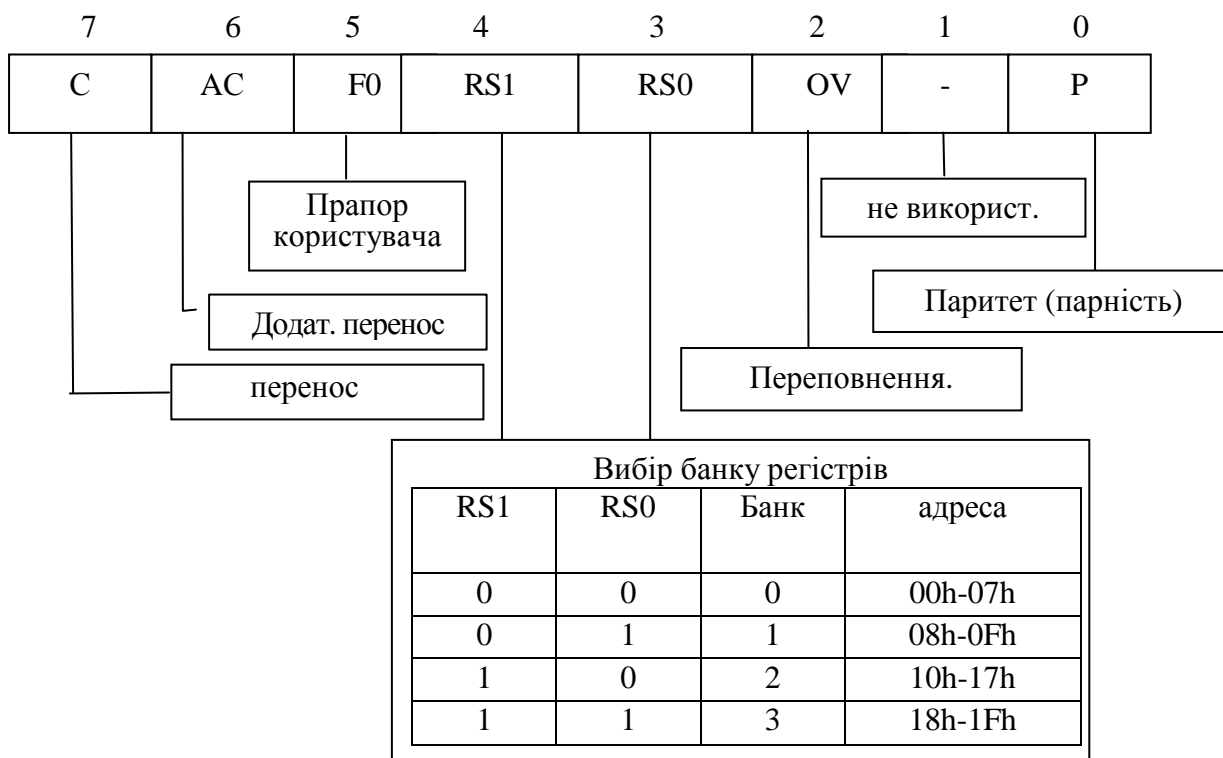 7 6 5 4 3 2 1 0
C AC F0 RS1 RS0 OV - P
Прапор
користувача
не використ.
Паритет (парність)
Додат. перенос
Переповнення.
перенос
Вибір банку регістрів
RS1 RS0 Банк адреса
0 0 0 00h-07h
0 1 1 08h-0Fh
1 0 2 10h-17h
1 1 3 18h-1Fh